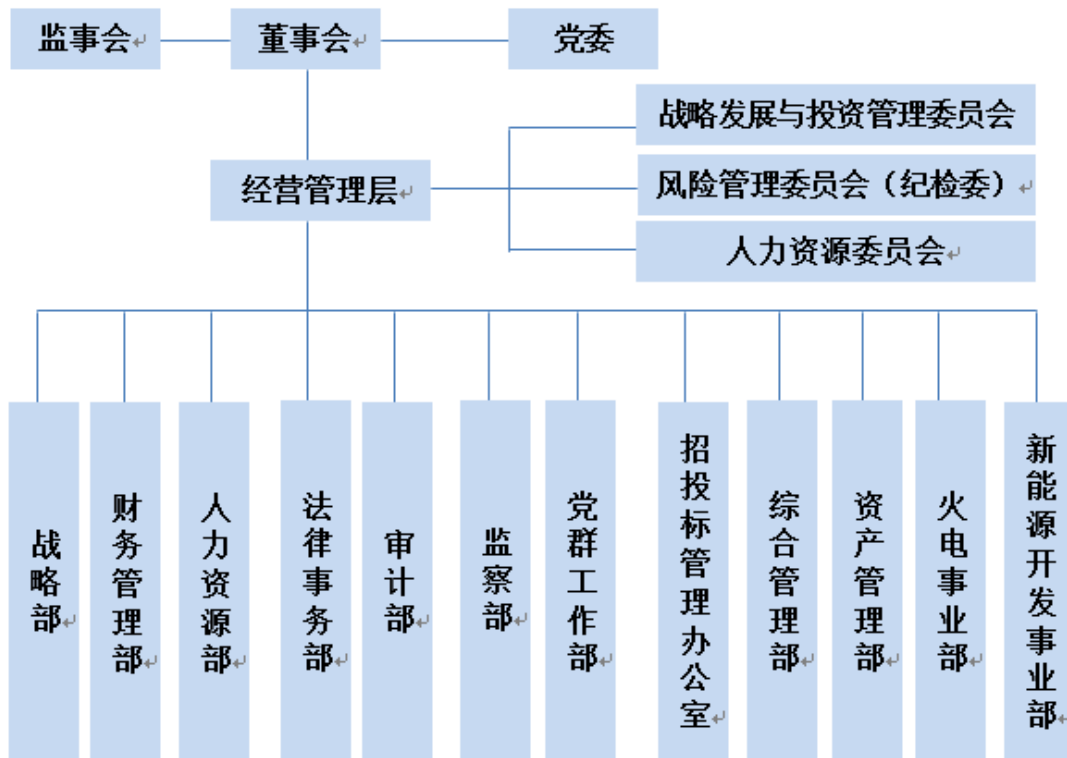 监事会
董事会
党委
战略发展与投资管理委员会
经营管理层
风险管理委员会（纪检委）
人力资源委员会
战略部
财务管理部
人力资源部
法律事务部
审计部
监察部
党群工作部
招投标管理办公室
综合管理部
资产管理部
火电事业部
新能源开发事业部